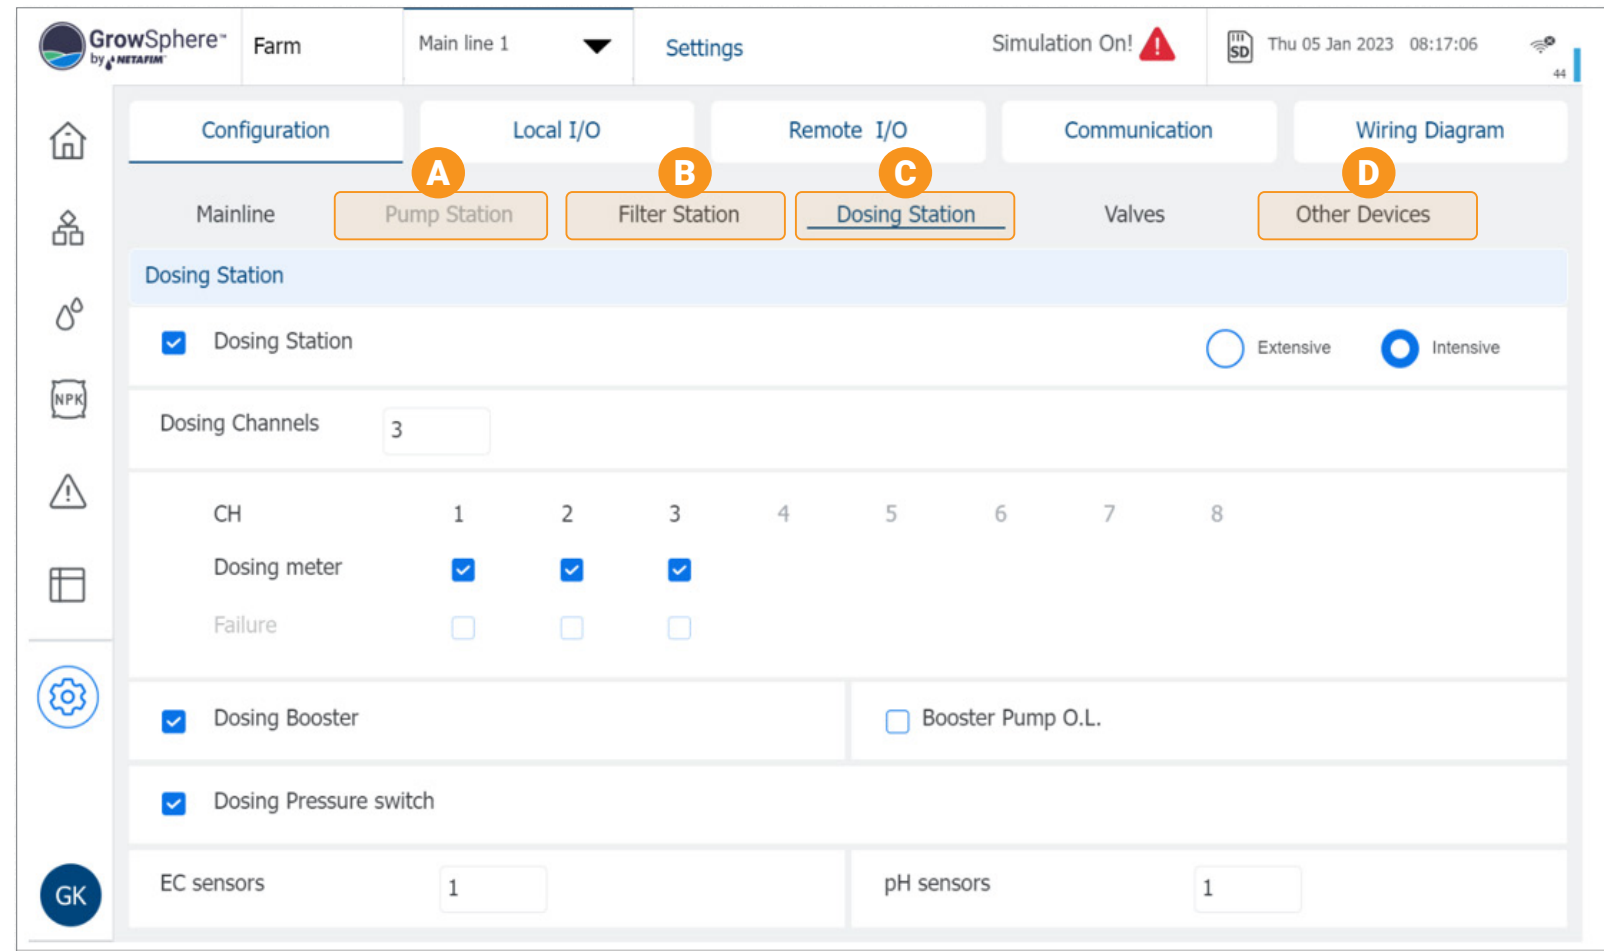 GrowSphere™
by NETAFIM™
Farm
Main line 1
Settings
Simulation On!
SD
Thu 05 Jan 2023 08:17:06
44
Configuration
Local I/O
Remote I/O
Communication
Wiring Diagram
A
B
C
D
Mainline
Pump Station
Filter Station
Dosing Station
Valves
Other Devices
Dosing Station
Dosing Station
Extensive
Intensive
NPK
Dosing Channels
3
CH 1 2 3 4 5 6 7 8
Dosing meter
Failure
Dosing Booster
Booster Pump O.L.
Dosing Pressure switch
GK
EC sensors
1
pH sensors
1